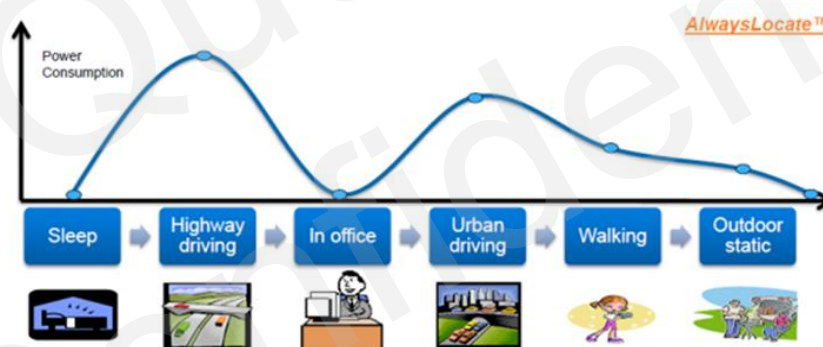 AlwaysLocate™
Power
Consumption
Sleep
Highway
driving
In office
Urban
driving
Walking
Outdoor
static